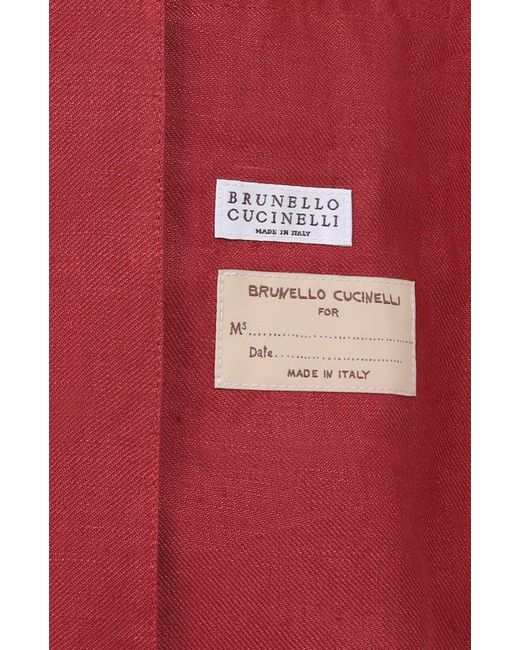 BRUNELLO
CUCINELLI
MADE IN ITALY
BRUNELLO CUCINELLI
FOR
Ms..............................
Date..............................
MADE IN ITALY